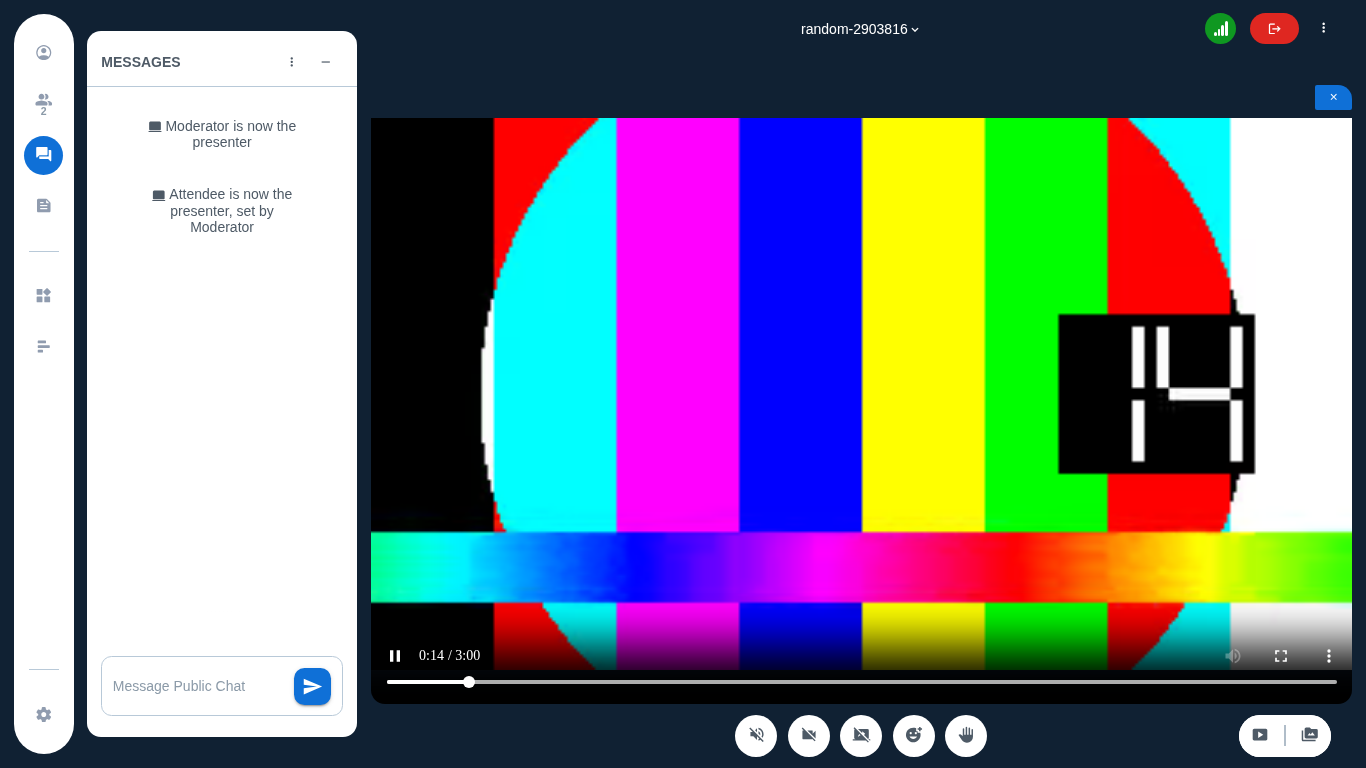 random-2903816
MESSAGES
2
Moderator is now the
presenter
Attendee is now the
presenter, set by
Moderator
14
0:14 / 3:00
Message Public Chat